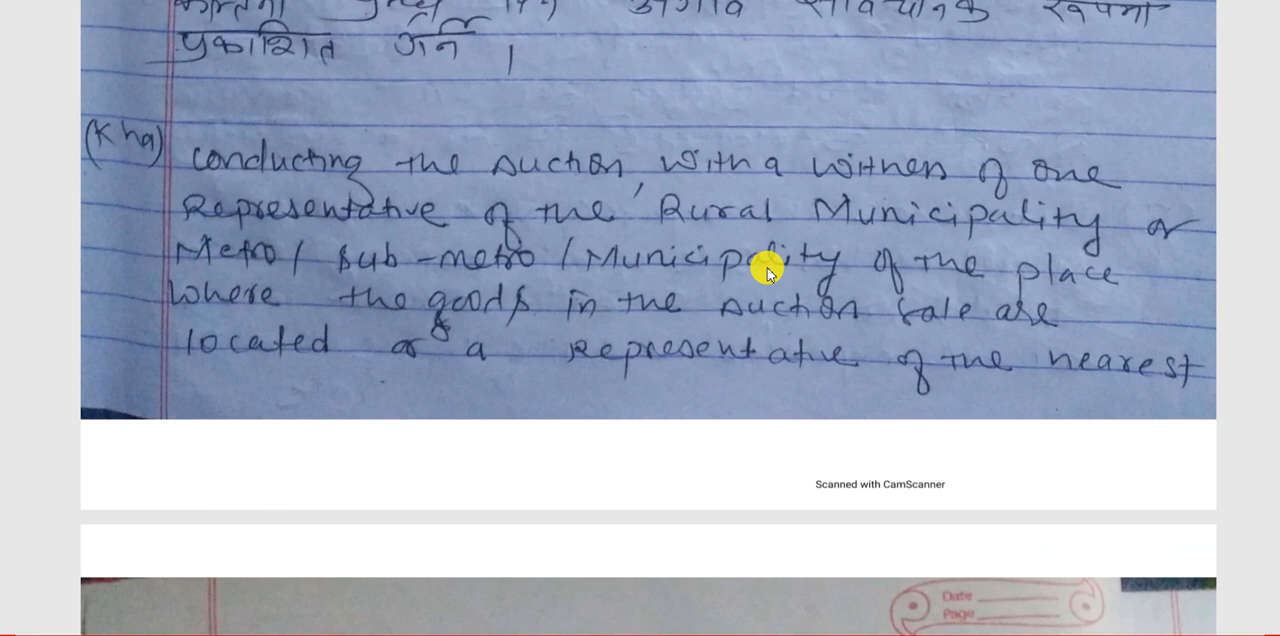 प्रकाशित गर्ने ।
(Kha) conducting the auction, with a witness of one
Representative of the Rural Municipality or
Metro / sub-metro / Municipality of the place
where the goods in the auction sale are
located or a representative of the nearest
Scanned with CamScanner
Date
Page